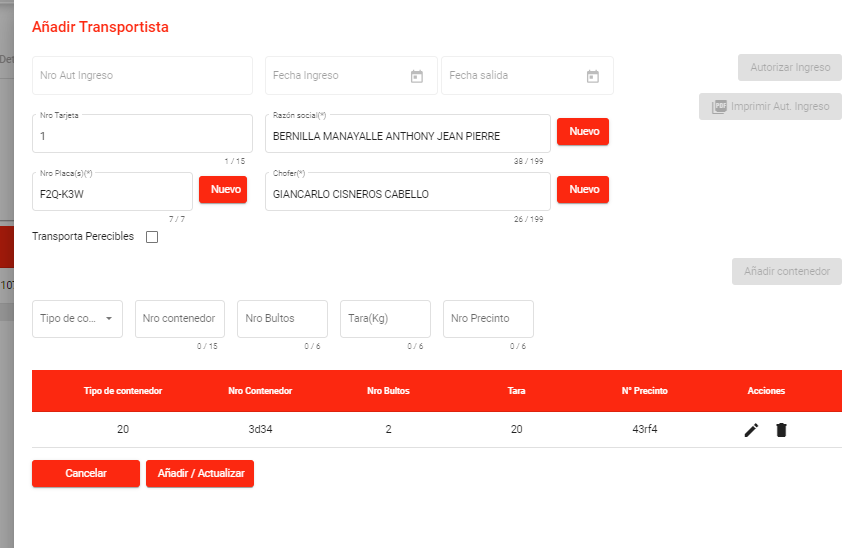 Añadir Transportista
Det
Nro Aut Ingreso
Fecha Ingreso
Fecha salida
Autorizar Ingreso
PDF Imprimir Aut. Ingreso
Nro Tarjeta
1
1 / 15
Razón social(*)
BERNILLA MANAYALLE ANTHONY JEAN PIERRE
38 / 199
Nuevo
Nro Placa(s)(*)
F2Q-K3W
7 / 7
Nuevo
Chofer(*)
GIANCARLO CISNEROS CABELLO
26 / 199
Nuevo
Transporta Perecibles
Añadir contenedor
107
Tipo de co...
Nro contenedor
0 / 15
Nro Bultos
0 / 6
Tara(Kg)
0 / 6
Nro Precinto
0 / 6
Tipo de contenedor Nro Contenedor Nro Bultos Tara N° Precinto Acciones
20 3d34 2 20 43rf4
Cancelar
Añadir / Actualizar